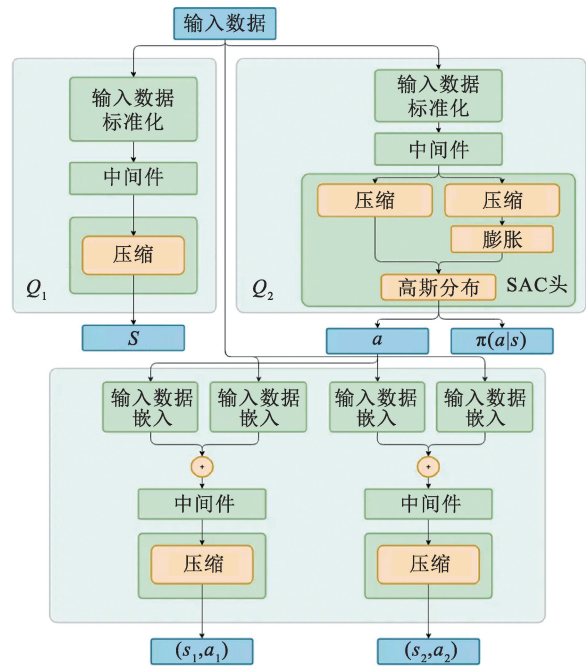 输入数据
输入数据
标准化
中间件
压缩
Q₁
S
输入数据
标准化
中间件
压缩
压缩
膨胀
高斯分布
SAC头
Q₂
a
π(a|s)
输入数据
嵌入
输入数据
嵌入
输入数据
嵌入
输入数据
嵌入
+
+
中间件
中间件
压缩
压缩
(s₁,a₁)
(s₂,a₂)